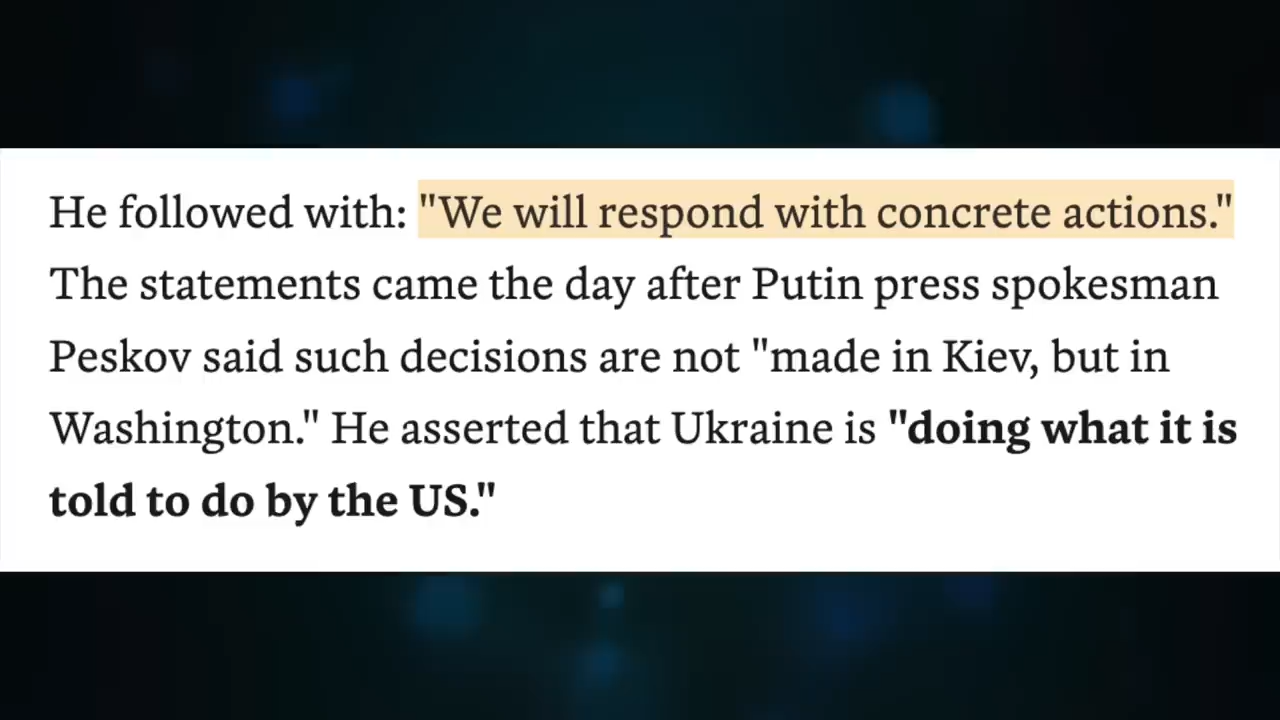 He followed with: "We will respond with concrete actions."
The statements came the day after Putin press spokesman
Peskov said such decisions are not "made in Kiev, but in
Washington." He asserted that Ukraine is "doing what it is
told to do by the US."